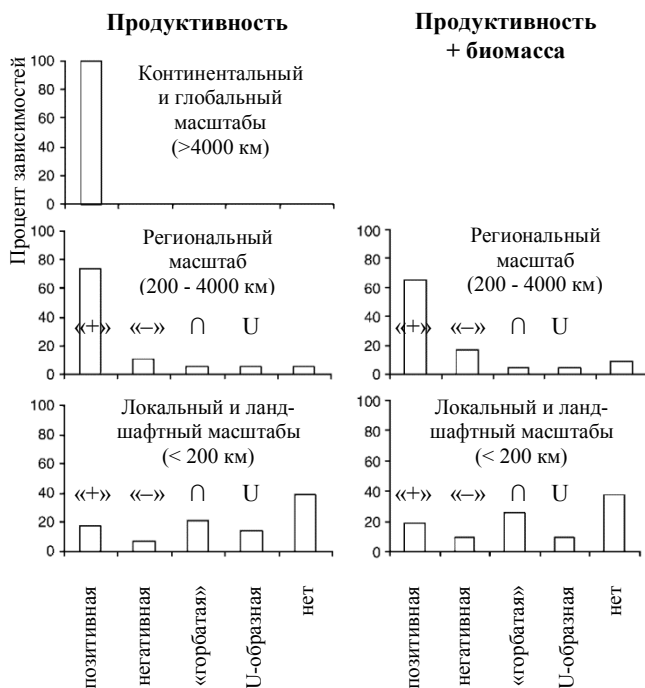 Продуктивность
Продуктивность
+ биомасса
Процент зависимостей
100
80
60
40
20
0
Континентальный
и глобальный
масштабы
(>4000 км)
100
80
60
40
20
0
Региональный
масштаб
(200 - 4000 км)
«+» «–» ∩ U
100
80
60
40
20
0
Региональный
масштаб
(200 - 4000 км)
«+» «–» ∩ U
100
80
60
40
20
0
Локальный и ланд-
шафтный масштабы
(< 200 км)
«+» «–» ∩ U
100
80
60
40
20
0
Локальный и ланд-
шафтный масштабы
(< 200 км)
«+» «–» ∩ U
позитивная
негативная
«горбатая»
U-образная
нет
позитивная
негативная
«горбатая»
U-образная
нет